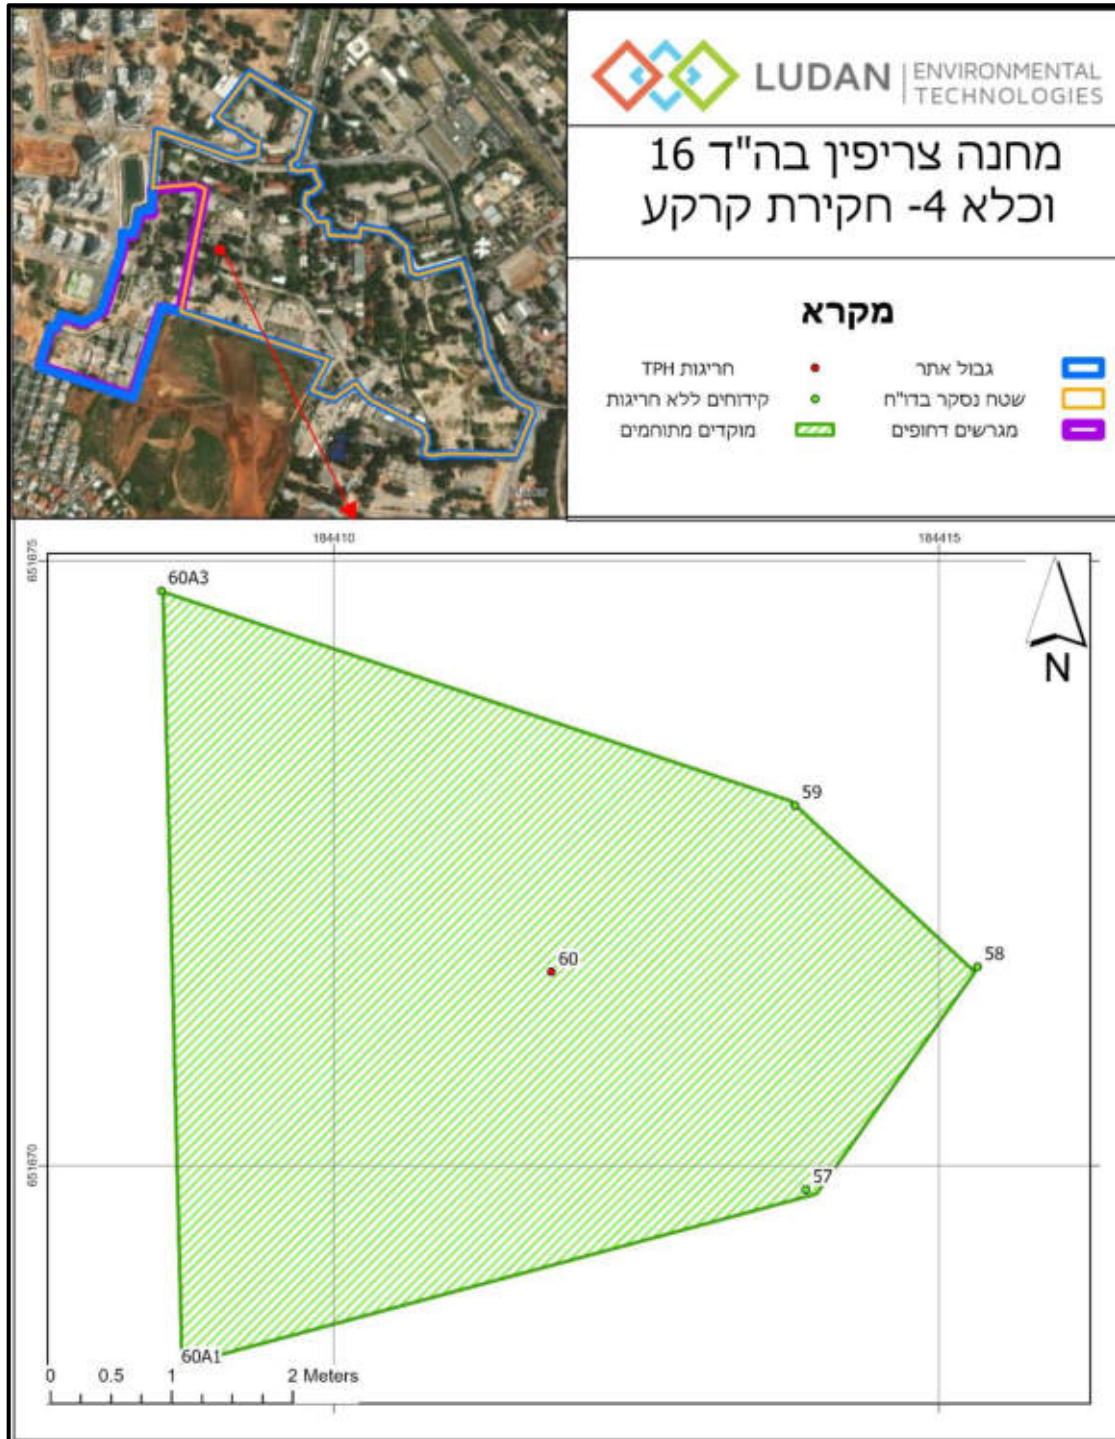 LUDAN ENVIRONMENTAL TECHNOLOGIES
מחנה צריפין בה"ד 16
וכלא 4- חקירת קרקע
מקרא
גבול אתר
שטח נסקר בדו"ח
מגרשים דחופים
חריגות TPH
קידוחים ללא חריגות
מוקדים מתוחמים
184410
184415
651675
60A3
59
N
58
60
651670
57
60A1
0 0.5 1 2 Meters